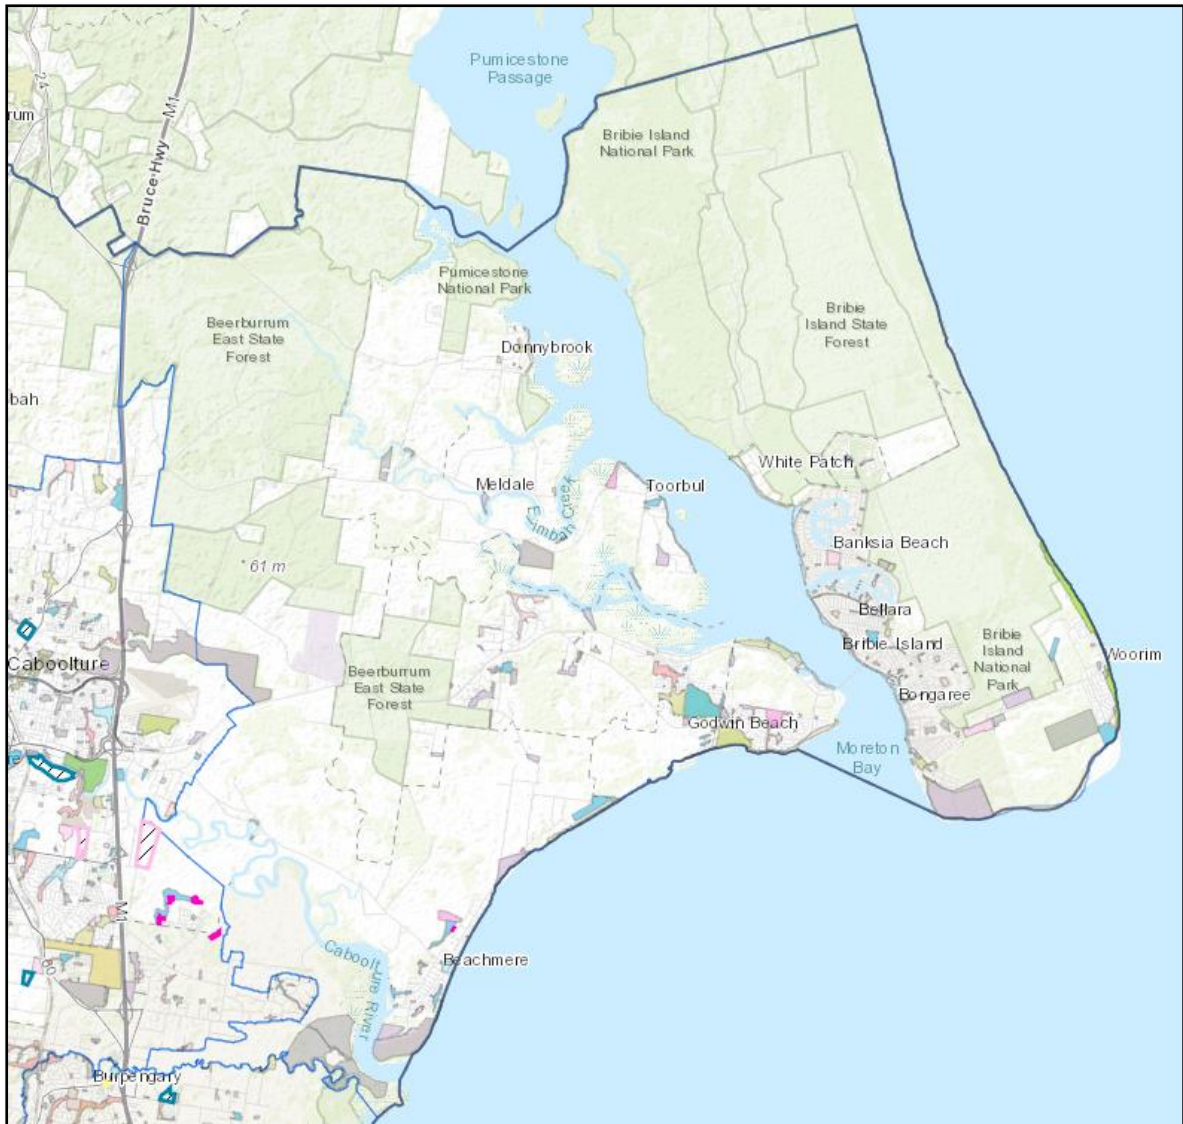 Pumicestone
Passage
24
rum
M1
Bruce Hwy
Bribie Island
National Park
Pumicestone
National Park
Beerburrum
East State
Forest
Bribie
Island State
Forest
Donnybrook
bah
White Patch
Meldale
Toorbul
Elimbah Creek
Banksia Beach
61 m
Bellara
Bribie Island
Bribie
Island
National
Park
Woorim
Caboolture
Beerburrum
East State
Forest
Bongaree
Godwin Beach
Moreton
Bay
re
M1
60
Beachmere
Caboolture River
Burpengary